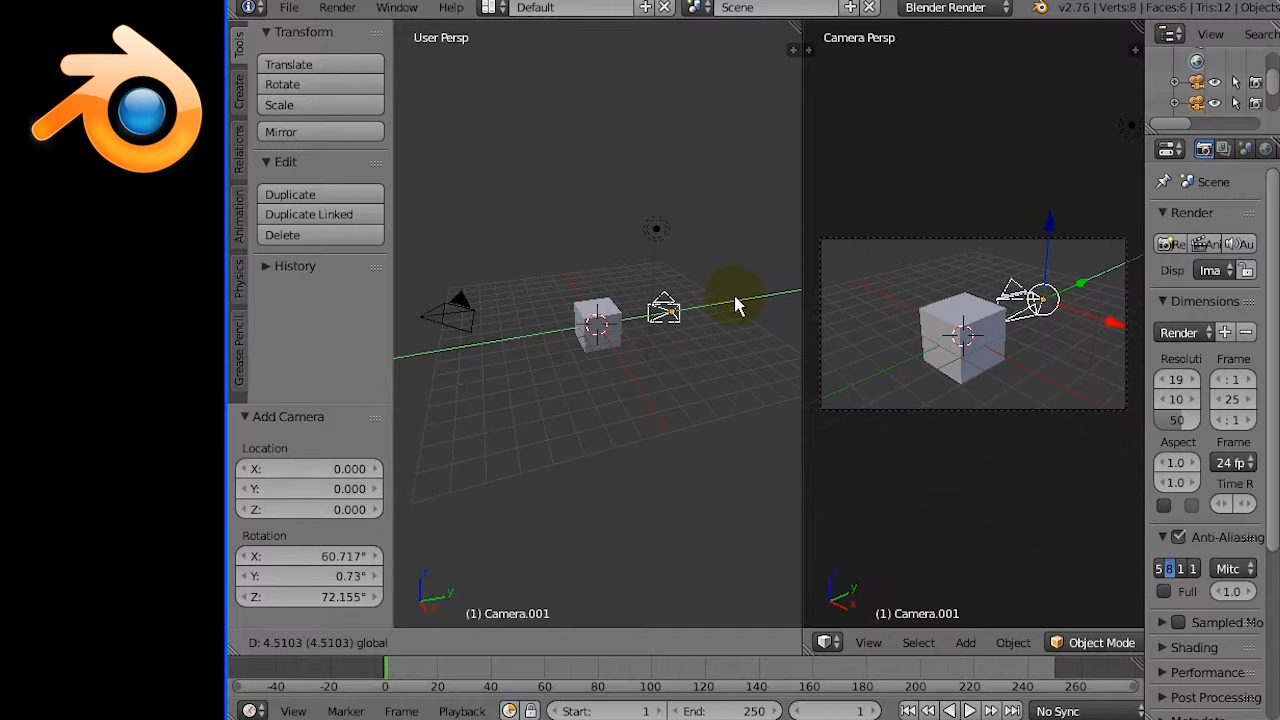 File Render Window Help Default Scene Blender Render v2.76 | Verts:8 | Faces:6 | Tris:12 | Objects
Transform
Translate
Rotate
Scale
Mirror
Edit
Duplicate
Duplicate Linked
Delete
History
Tools
Create
Relations
Animation
Physics
Grease Pencil
Add Camera
Location
X: 0.000
Y: 0.000
Z: 0.000
Rotation
X: 60.717°
Y: 0.73°
Z: 72.155°
User Persp
(1) Camera.001
D: 4.5103 (4.5103) global
Camera Persp
(1) Camera.001
View Select Add Object Object Mode
View Search
Scene
Render
Re Ani Au
Disp Ima
Dimensions
Render
Resoluti Frame
19 : 1
10 25
50 : 1
Aspect Frame
1.0 24 fp
1.0 Time R
Anti-Aliasing
5 8 1 1 Mitc
Full 1.0
Sampled Mo
Shading
Performance
Post Processing
-40 -20 0 20 40 60 80 100 120 140 160 180 200 220 240 260
View Marker Frame Playback Start: 1 End: 250 1 No Sync